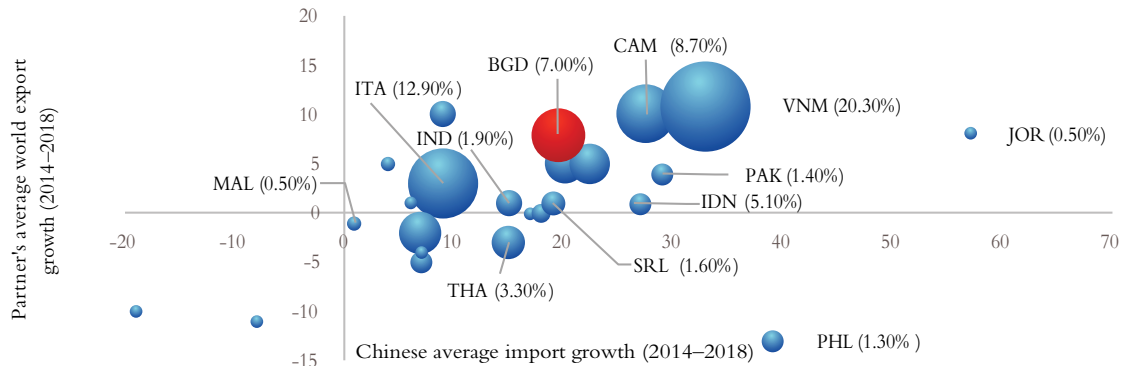 Partner's average world export
growth (2014–2018)
20
15
10
5
0
-5
-10
-15
-20
-10
0
10
20
30
40
50
60
70
CAM (8.70%)
BGD (7.00%)
ITA (12.90%)
VNM (20.30%)
IND (1.90%)
JOR (0.50%)
MAL (0.50%)
PAK (1.40%)
IDN (5.10%)
SRL (1.60%)
THA (3.30%)
PHL (1.30% )
Chinese average import growth (2014–2018)